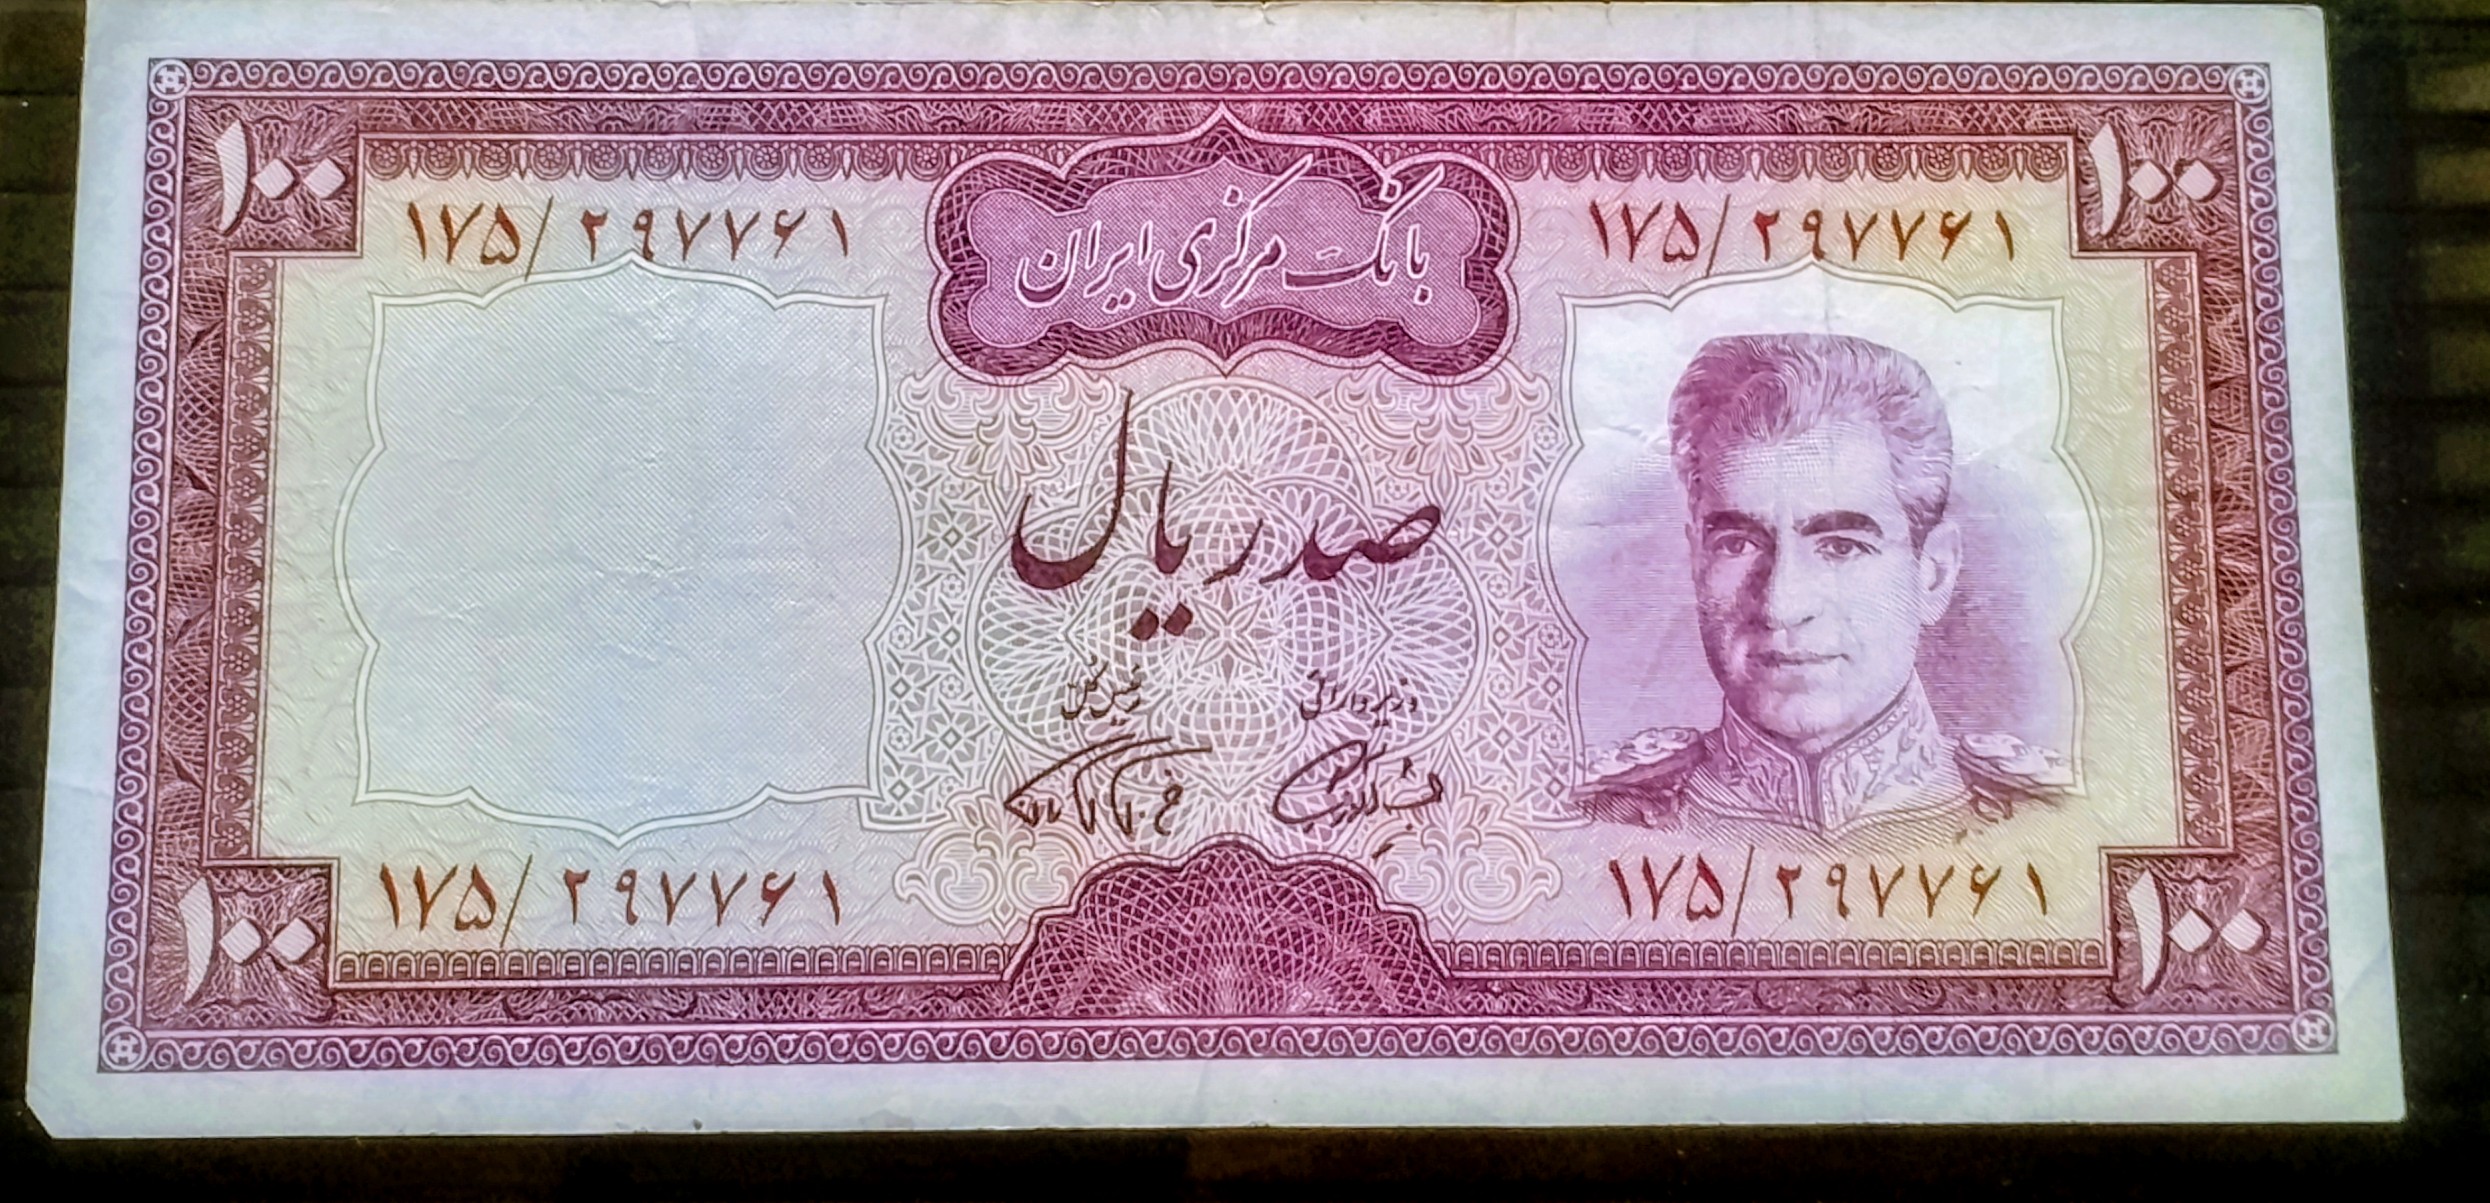 ۱۰۰ ۱۰۰
۱۷۵/۲۹۷۷۶۱ ۱۷۵/۲۹۷۷۶۱
بانک مرکزی ایران
صد ریال
وزیر دارائی رئیس کل
۱۷۵/۲۹۷۷۶۱ ۱۷۵/۲۹۷۷۶۱
۱۰۰ ۱۰۰